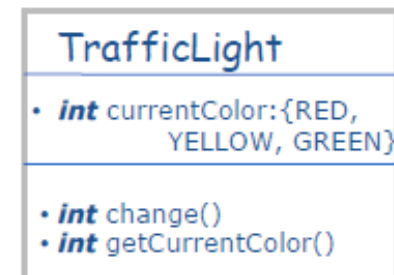 TrafficLight
• int currentColor:{RED,
YELLOW, GREEN}
• int change()
• int getCurrentColor()